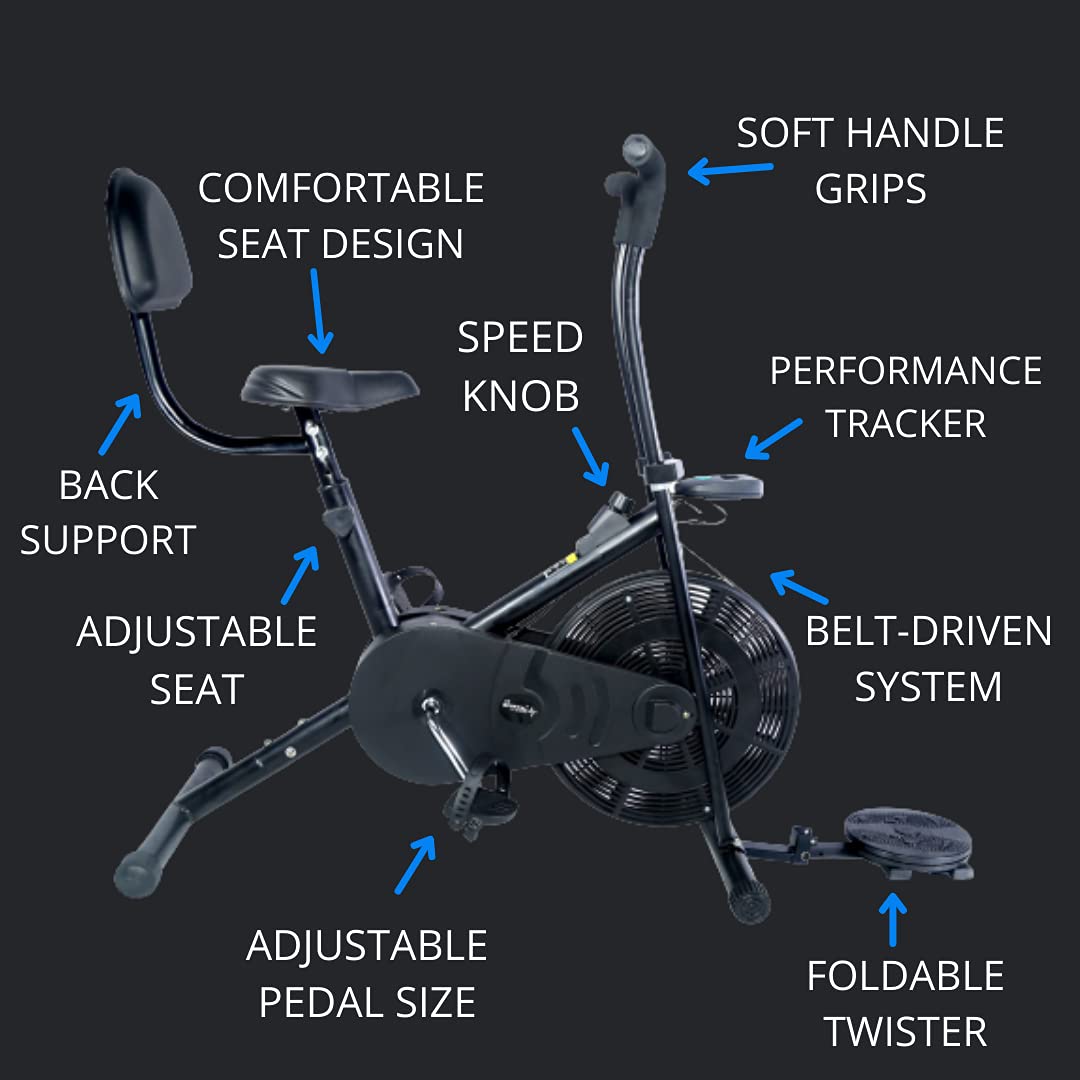 SOFT HANDLE
GRIPS
COMFORTABLE
SEAT DESIGN
SPEED
KNOB
PERFORMANCE
TRACKER
BACK
SUPPORT
ADJUSTABLE
SEAT
BELT-DRIVEN
SYSTEM
ADJUSTABLE
PEDAL SIZE
FOLDABLE
TWISTER